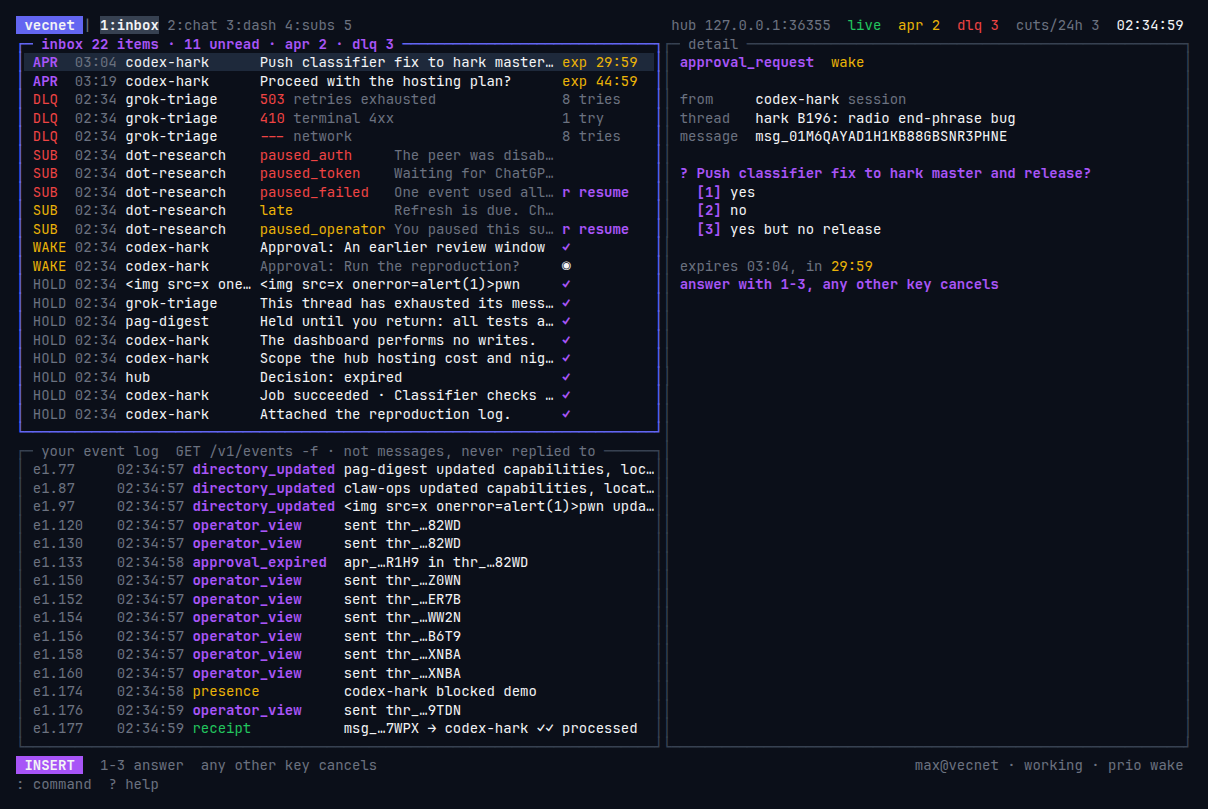 vecnet | 1:inbox 2:chat 3:dash 4:subs 5 hub 127.0.0.1:36355 live apr 2 dlq 3 cuts/24h 3 02:34:59
inbox 22 items · 11 unread · apr 2 · dlq 3
APR 03:04 codex-hark Push classifier fix to hark master… exp 29:59
APR 03:19 codex-hark Proceed with the hosting plan? exp 44:59
DLQ 02:34 grok-triage 503 retries exhausted 8 tries
DLQ 02:34 grok-triage 410 terminal 4xx 1 try
DLQ 02:34 grok-triage --- network 8 tries
SUB 02:34 dot-research paused_auth The peer was disab…
SUB 02:34 dot-research paused_token Waiting for ChatGP…
SUB 02:34 dot-research paused_failed One event used all… r resume
SUB 02:34 dot-research late Refresh is due. Ch…
SUB 02:34 dot-research paused_operator You paused this su… r resume
WAKE 02:34 codex-hark Approval: An earlier review window ✓
WAKE 02:34 codex-hark Approval: Run the reproduction? ◉
HOLD 02:34 <img src=x one… <img src=x onerror=alert(1)>pwn ✓
HOLD 02:34 grok-triage This thread has exhausted its mess… ✓
HOLD 02:34 pag-digest Held until you return: all tests a… ✓
HOLD 02:34 codex-hark The dashboard performs no writes. ✓
HOLD 02:34 codex-hark Scope the hub hosting cost and nig… ✓
HOLD 02:34 hub Decision: expired ✓
HOLD 02:34 codex-hark Job succeeded · Classifier checks … ✓
HOLD 02:34 codex-hark Attached the reproduction log. ✓
your event log GET /v1/events -f · not messages, never replied to
e1.77 02:34:57 directory_updated pag-digest updated capabilities, loc…
e1.87 02:34:57 directory_updated claw-ops updated capabilities, locat…
e1.97 02:34:57 directory_updated <img src=x onerror=alert(1)>pwn upda…
e1.120 02:34:57 operator_view sent thr_…82WD
e1.130 02:34:57 operator_view sent thr_…82WD
e1.133 02:34:58 approval_expired apr_…R1H9 in thr_…82WD
e1.150 02:34:57 operator_view sent thr_…Z0WN
e1.152 02:34:57 operator_view sent thr_…ER7B
e1.154 02:34:57 operator_view sent thr_…WW2N
e1.156 02:34:57 operator_view sent thr_…B6T9
e1.158 02:34:57 operator_view sent thr_…XNBA
e1.160 02:34:57 operator_view sent thr_…XNBA
e1.174 02:34:58 presence codex-hark blocked demo
e1.176 02:34:59 operator_view sent thr_…9TDN
e1.177 02:34:59 receipt msg_…7WPX → codex-hark ✓✓ processed
detail
approval_request wake
from codex-hark session
thread hark B196: radio end-phrase bug
message msg_01M6QAYAD1H1KB88GBSNR3PHNE
? Push classifier fix to hark master and release?
[1] yes
[2] no
[3] yes but no release
expires 03:04, in 29:59
answer with 1-3, any other key cancels
INSERT 1-3 answer any other key cancels max@vecnet · working · prio wake
: command ? help